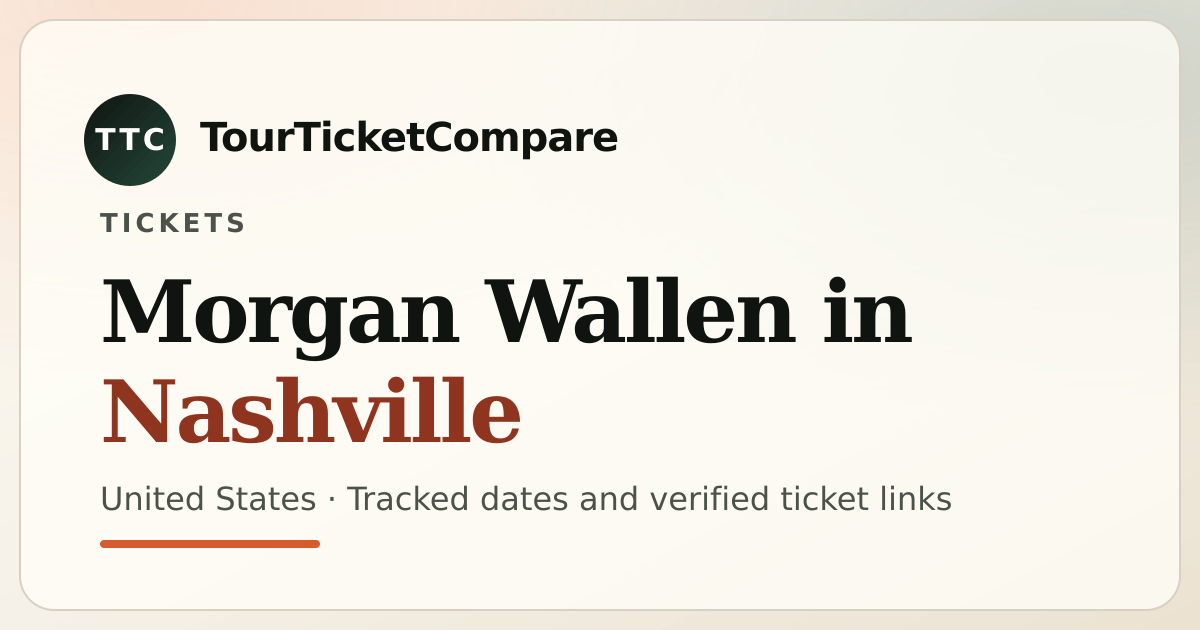 TTC
TourTicketCompare
TICKETS
Morgan Wallen in
Nashville
United States · Tracked dates and verified ticket links